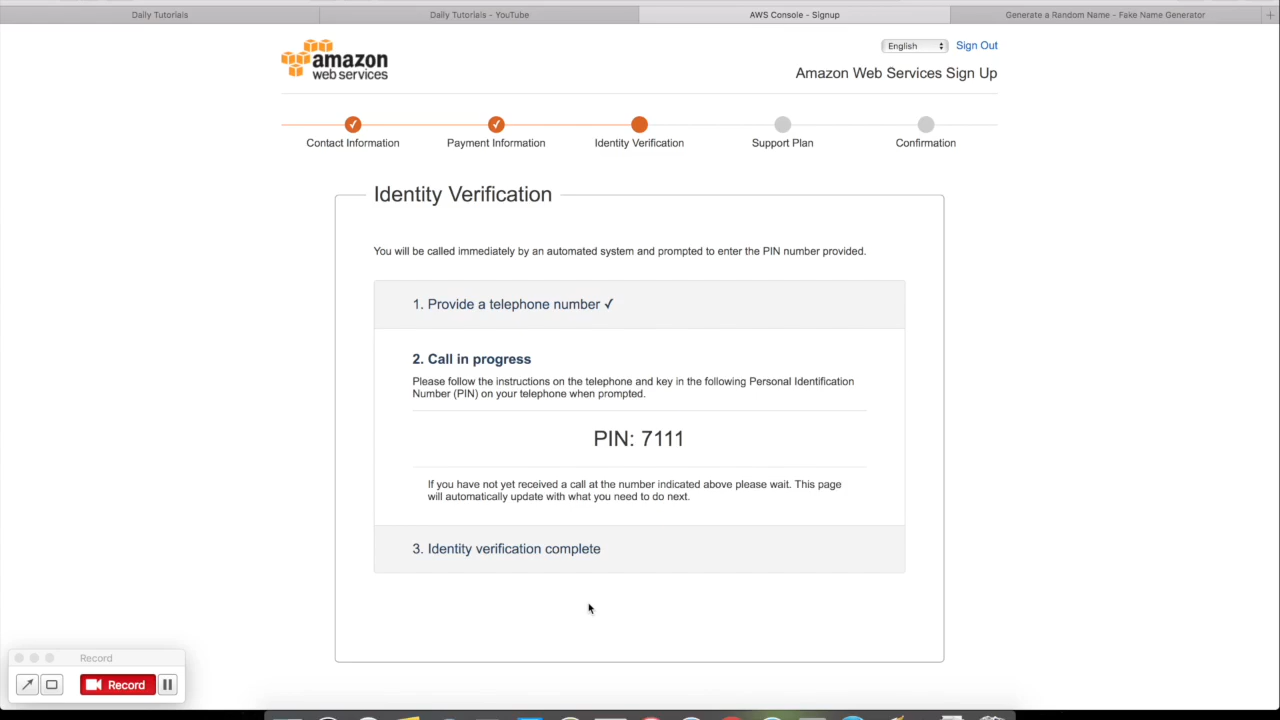 Daily Tutorials
Daily Tutorials - YouTube
AWS Console - Signup
Generate a Random Name - Fake Name Generator
amazon
web services
English
Sign Out
Amazon Web Services Sign Up
Contact Information
Payment Information
Identity Verification
Support Plan
Confirmation
Identity Verification
You will be called immediately by an automated system and prompted to enter the PIN number provided.
1. Provide a telephone number ✓
2. Call in progress
Please follow the instructions on the telephone and key in the following Personal Identification
Number (PIN) on your telephone when prompted.
PIN: 7111
If you have not yet received a call at the number indicated above please wait. This page
will automatically update with what you need to do next.
3. Identity verification complete
Record
Record